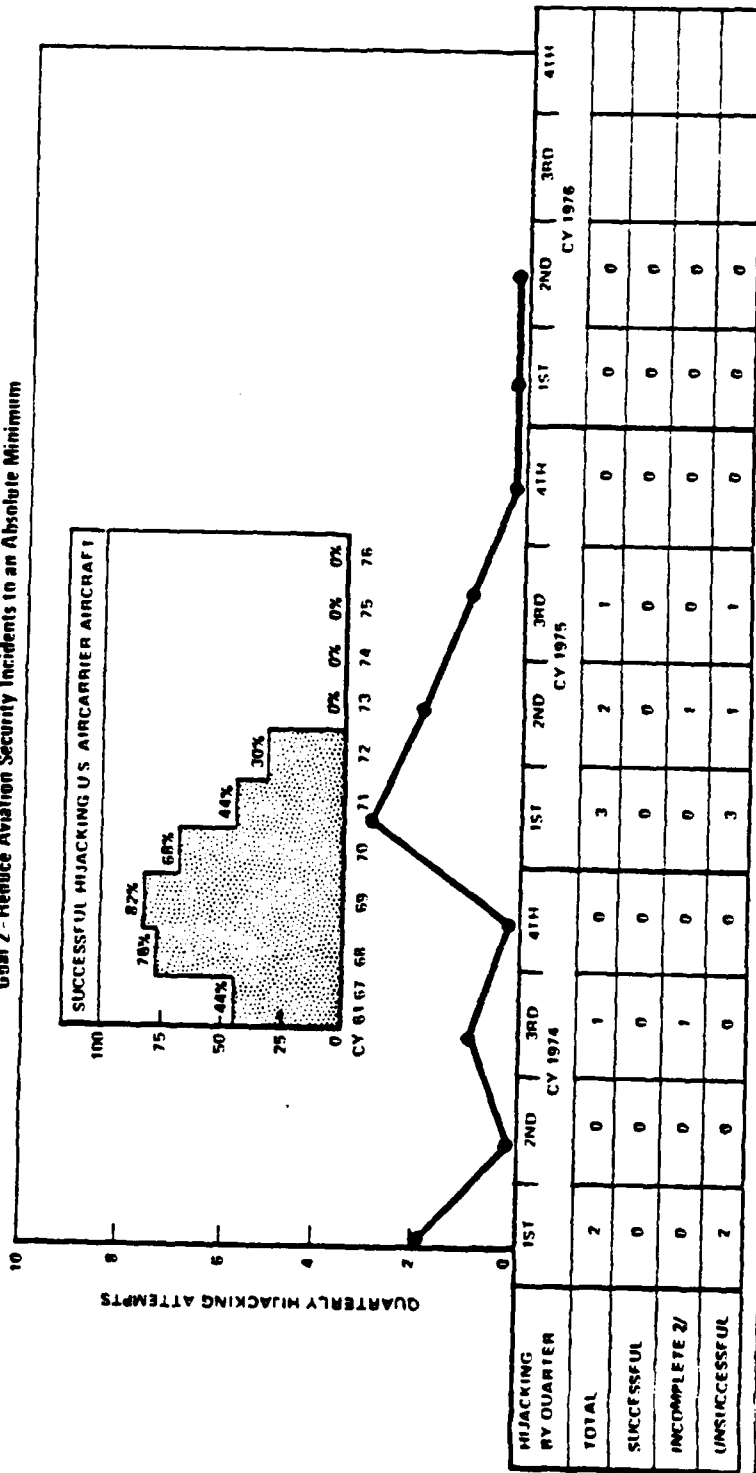 Goal 2 - Reduce Aviation Security Incidents to an Absolute Minimum
SUCCESSFUL HIJACKING U S AIRCARRIER AIRCRAFT
100
75
50
25
0
44%
78%
82%
68%
44%
30%
0% 0% 0% 0%
CY 61 67 68 69 70 71 72 73 74 75 76
QUARTERLY HIJACKING ATTEMPTS
10
8
6
4
2
0
HIJACKING BY QUARTER 1ST 2ND 3RD 4TH 1ST 2ND 3RD 4TH 1ST 2ND 3RD 4TH
CY 1974 CY 1975 CY 1976
TOTAL 2 0 1 0 3 2 1 0 0 0
SUCCESSFUL 0 0 0 0 0 0 0 0 0 0
INCOMPLETE 2/ 0 0 1 0 0 1 0 0 0 0
UNSUCCESSFUL 2 0 0 0 3 1 1 0 0 0